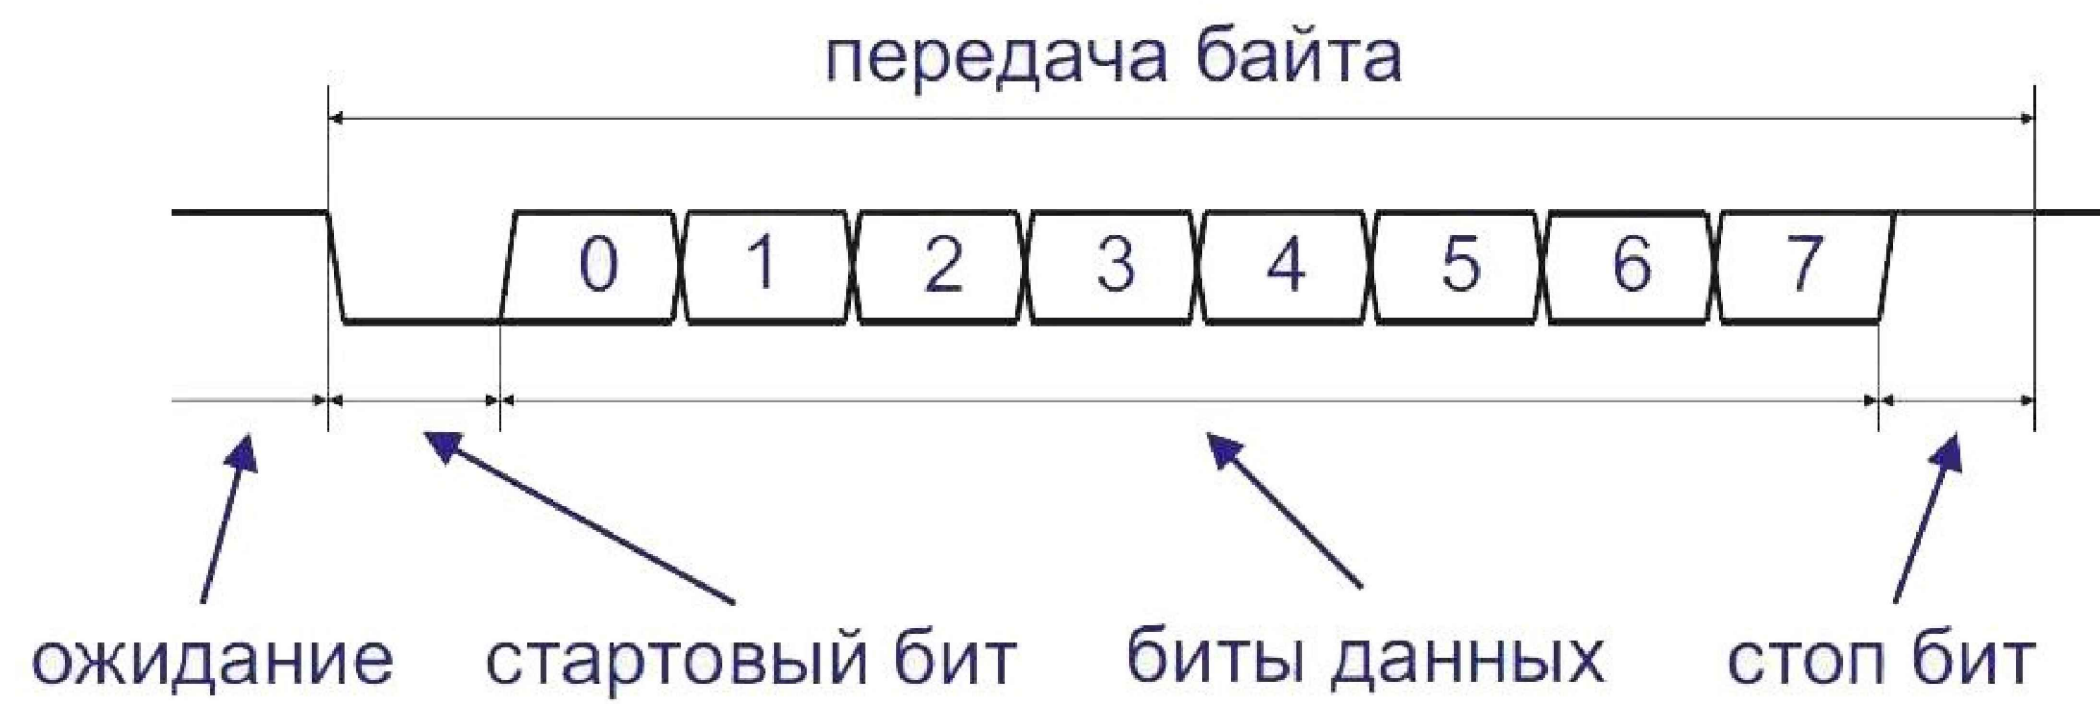 передача байта
0 1 2 3 4 5 6 7
ожидание стартовый бит биты данных стоп бит